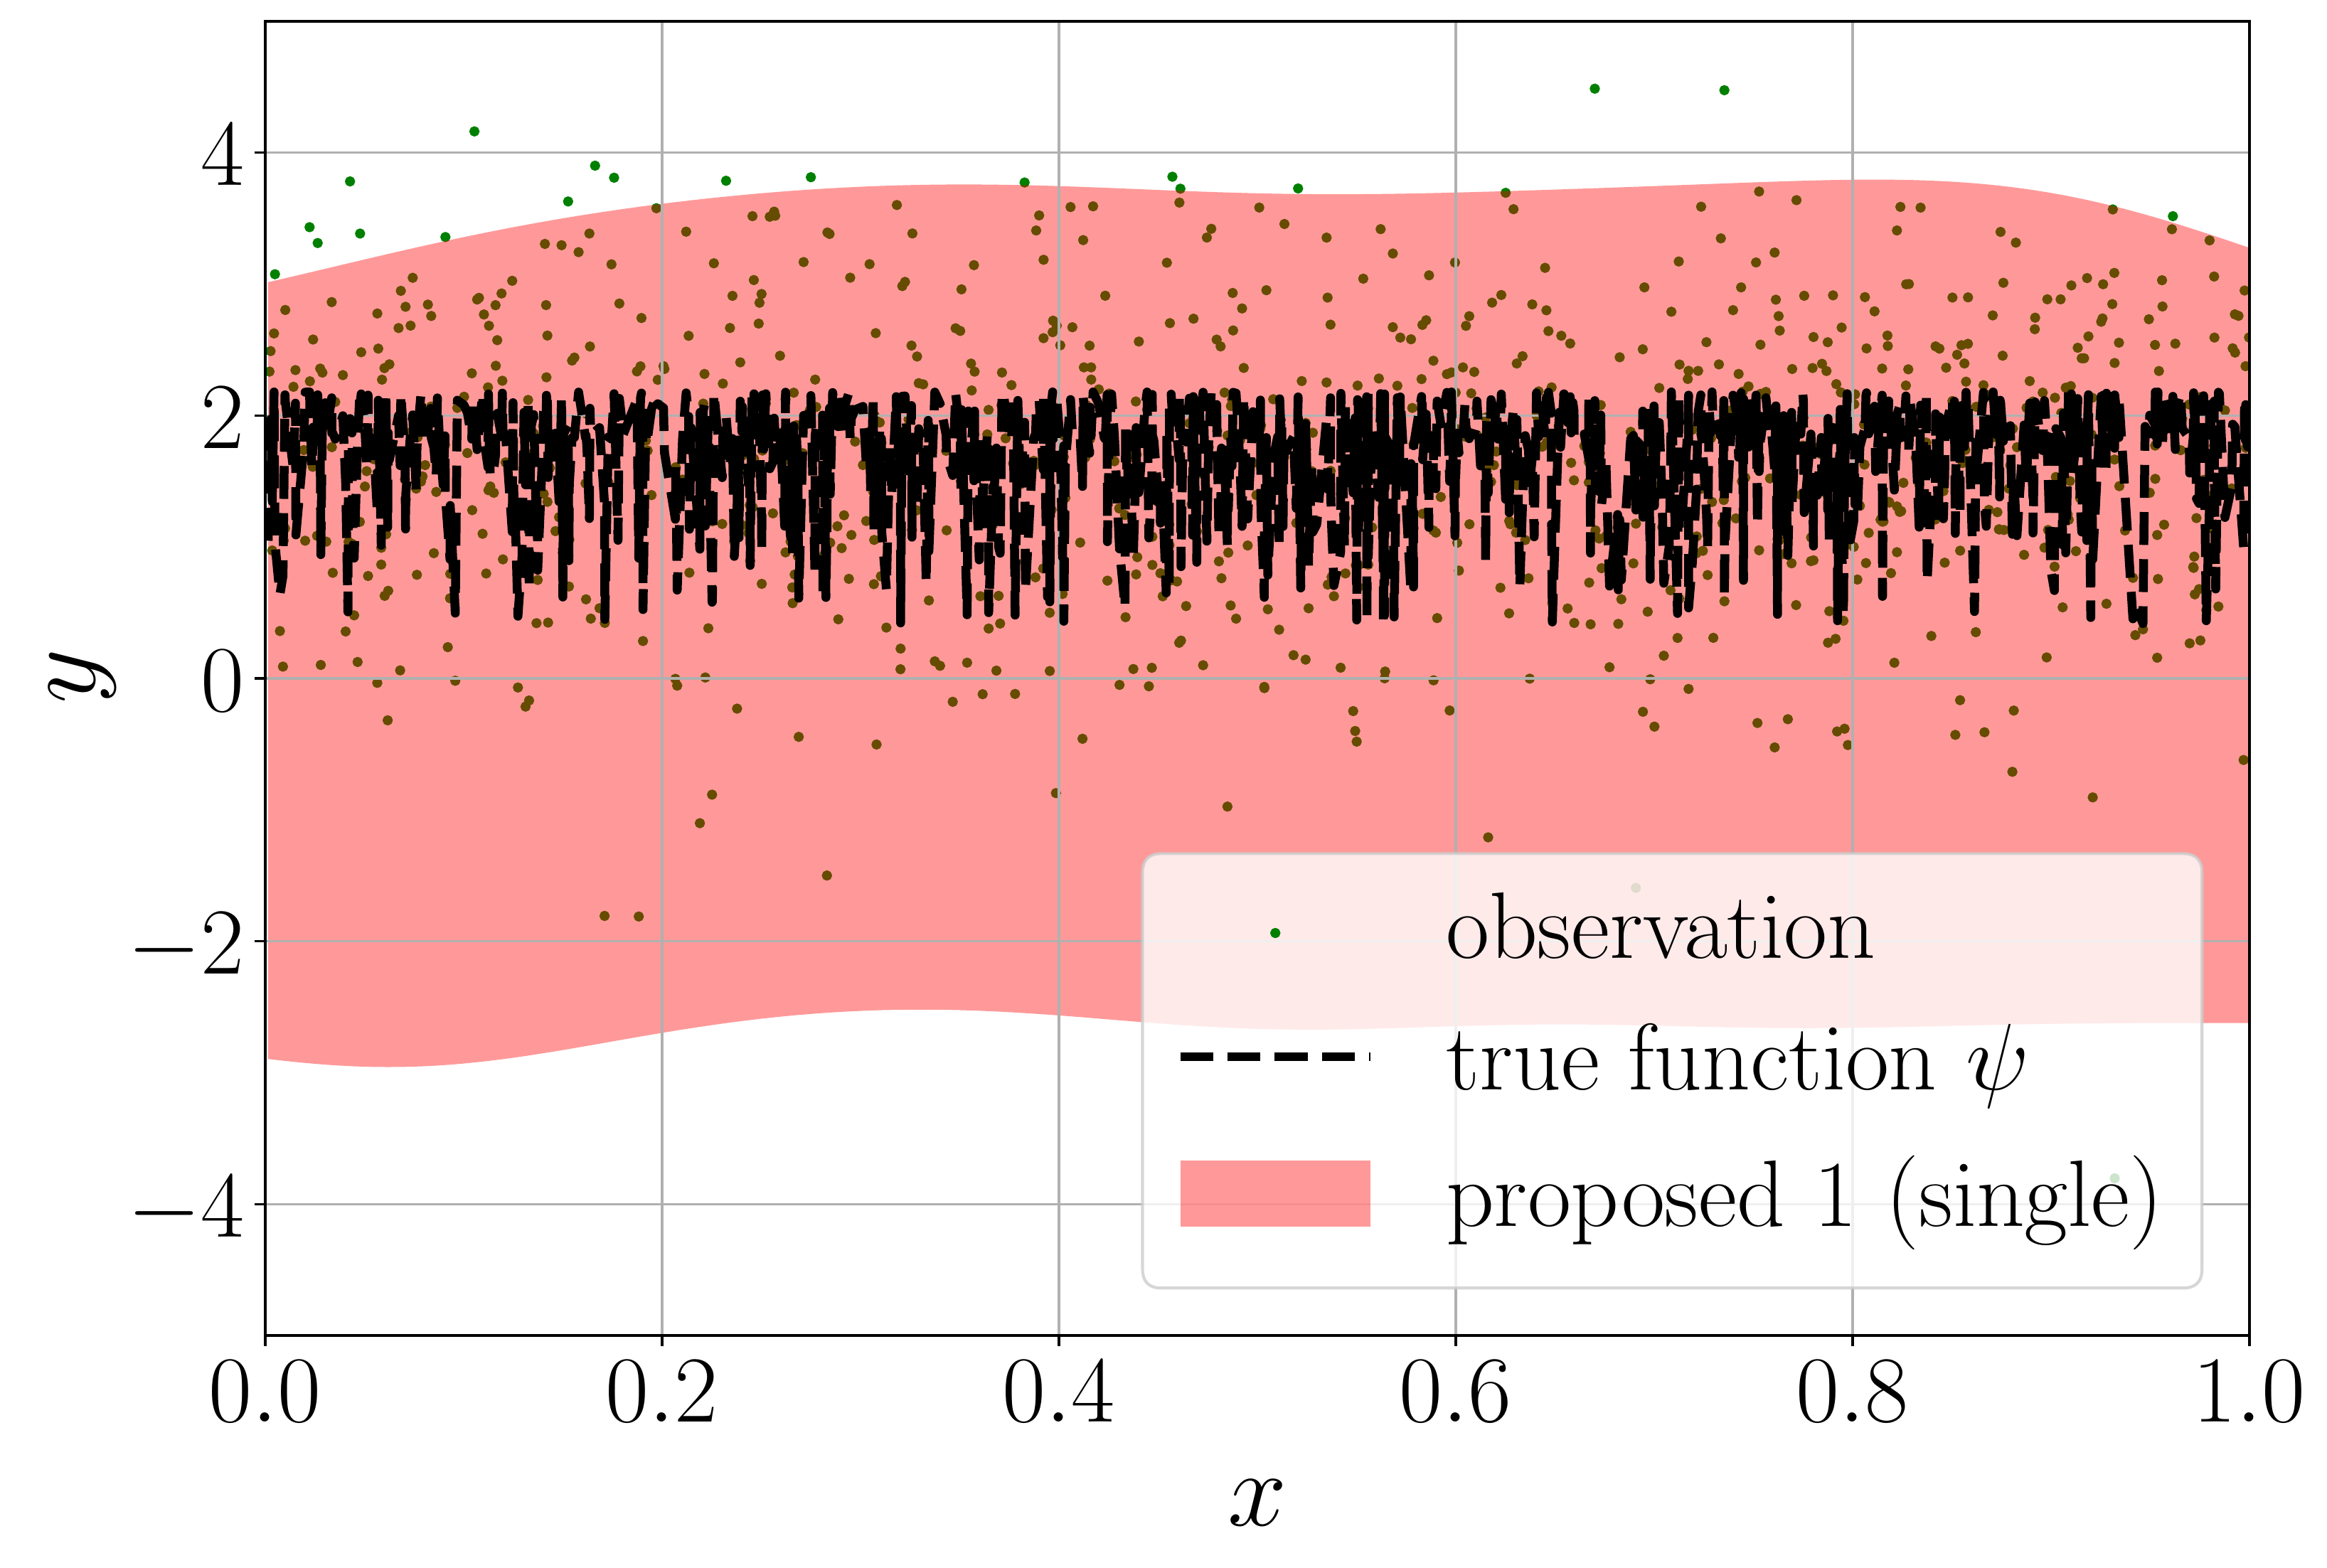 4
2
0
−2
−4
y
observation
true function ψ
proposed 1 (single)
0.0 0.2 0.4 0.6 0.8 1.0
x